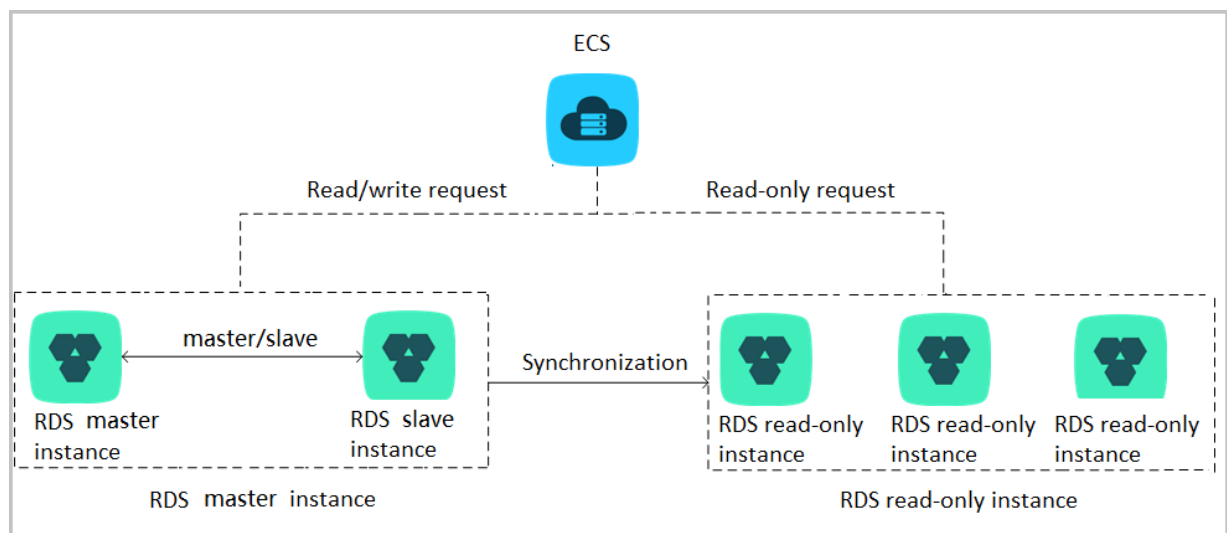 ECS
Read/write request
Read-only request
master/slave
Synchronization
RDS master
instance
RDS slave
instance
RDS read-only
instance
RDS read-only
instance
RDS read-only
instance
RDS master instance
RDS read-only instance